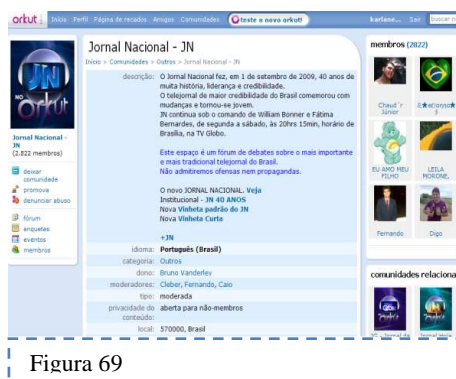 orkut Início Perfil Página de recados Amigos Comunidades teste o novo orkut! karlann... Sair buscar n
Jornal Nacional - JN
Início > Comunidades > Outros > Jornal Nacional - JN
descrição: O Jornal Nacional fez, em 1 de setembro de 2009, 40 anos de
muita história, liderança e credibilidade.
O telejornal de maior credibilidade do Brasil comemorou com
mudanças e tornou-se jovem.
JN continua sob o comando de William Bonner e Fátima
Bernardes, de segunda a sábado, às 20hrs 15min, horário de
Brasília, na TV Globo.
Este espaço é um fórum de debates sobre o mais importante
e mais tradicional telejornal do Brasil.
Não admitiremos ofensas nem propagandas.
O novo JORNAL NACIONAL. Veja
Institucional - JN 40 ANOS
Nova Vinheta padrão do JN
Nova Vinheta Curta
+JN
idioma: Português (Brasil)
categoria: Outros
dono: Bruno Vanderley
moderadores: Cleber, Fernando, Caio
tipo: moderada
privacidade do conteúdo: aberta para não-membros
local: 570000, Brasil
JN
NO
Orkut
Jornal Nacional -
JN
(2.822 membros)
deixar
comunidade
promova
denunciar abuso
fórum
enquetes
eventos
membros
membros (2822)
Chaud´r
Júnior
EU AMO MEU
FILHO
LEILA
MORONE,
Fernando
Digo
comunidades relaciona
Figura 69